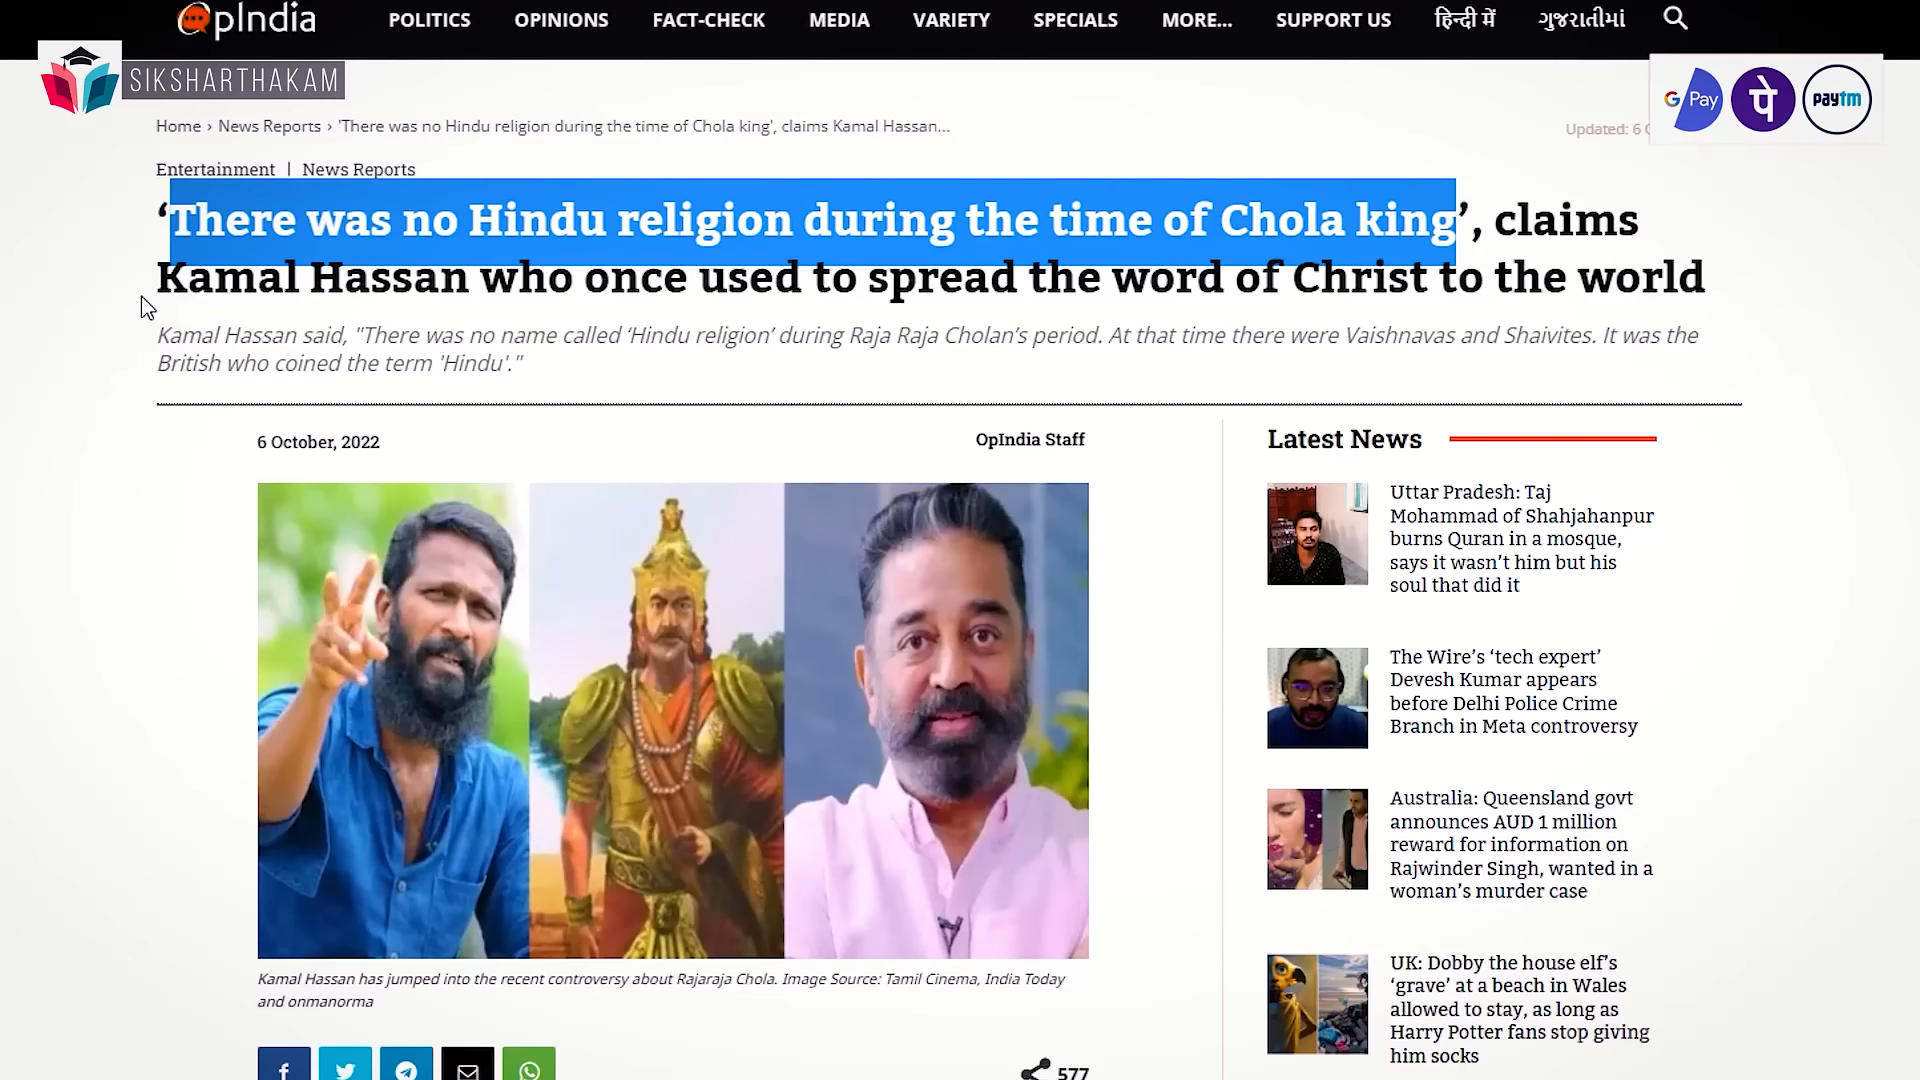 OpIndia
POLITICS
OPINIONS
FACT-CHECK
MEDIA
VARIETY
SPECIALS
MORE...
SUPPORT US
हिन्दी में
ગુજરાતીમાં
SIKSHARTHAKAM
G Pay
पे
paytm
Home › News Reports › 'There was no Hindu religion during the time of Chola king', claims Kamal Hassan...
Updated: 6
Entertainment | News Reports
‘There was no Hindu religion during the time of Chola king’, claims
Kamal Hassan who once used to spread the word of Christ to the world
Kamal Hassan said, "There was no name called ‘Hindu religion’ during Raja Raja Cholan’s period. At that time there were Vaishnavas and Shaivites. It was the
British who coined the term 'Hindu'."
6 October, 2022
OpIndia Staff
Kamal Hassan has jumped into the recent controversy about Rajaraja Chola. Image Source: Tamil Cinema, India Today
and onmanorma
577
Latest News
Uttar Pradesh: Taj
Mohammad of Shahjahanpur
burns Quran in a mosque,
says it wasn’t him but his
soul that did it
The Wire’s ‘tech expert’
Devesh Kumar appears
before Delhi Police Crime
Branch in Meta controversy
Australia: Queensland govt
announces AUD 1 million
reward for information on
Rajwinder Singh, wanted in a
woman’s murder case
UK: Dobby the house elf’s
‘grave’ at a beach in Wales
allowed to stay, as long as
Harry Potter fans stop giving
him socks